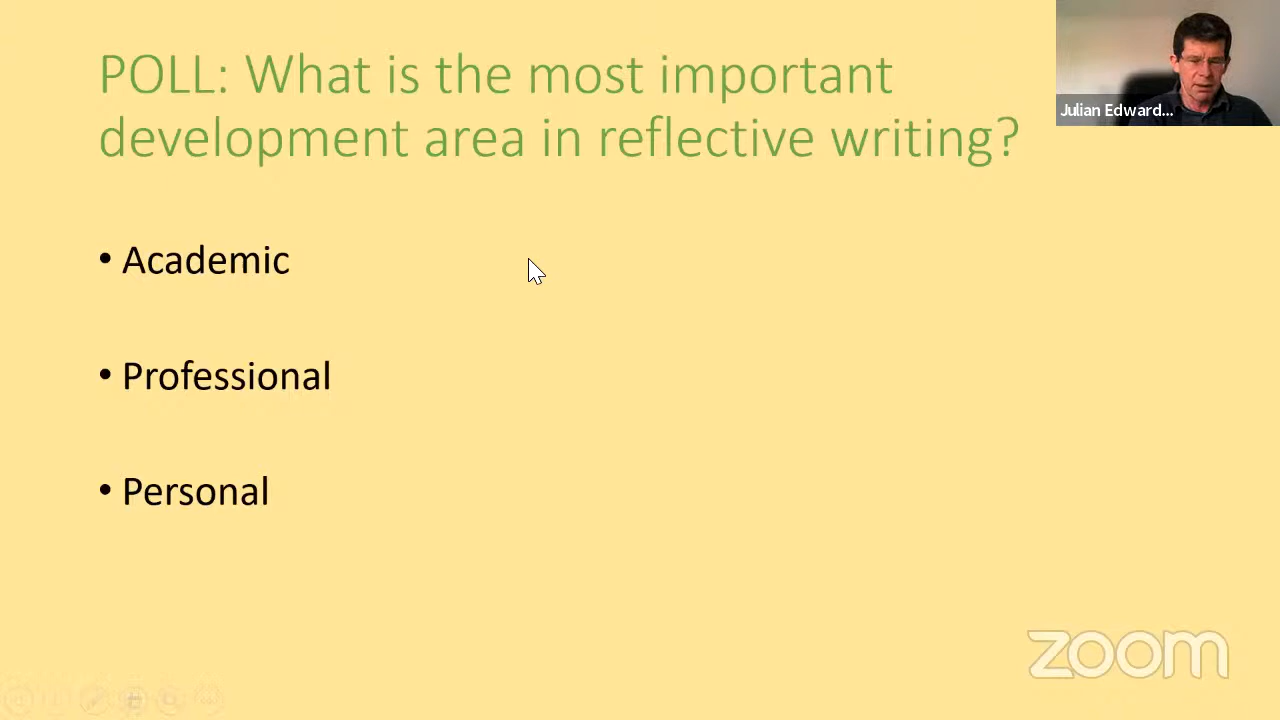 POLL: What is the most important
development area in reflective writing?
Julian Edward...
• Academic
• Professional
• Personal
zoom